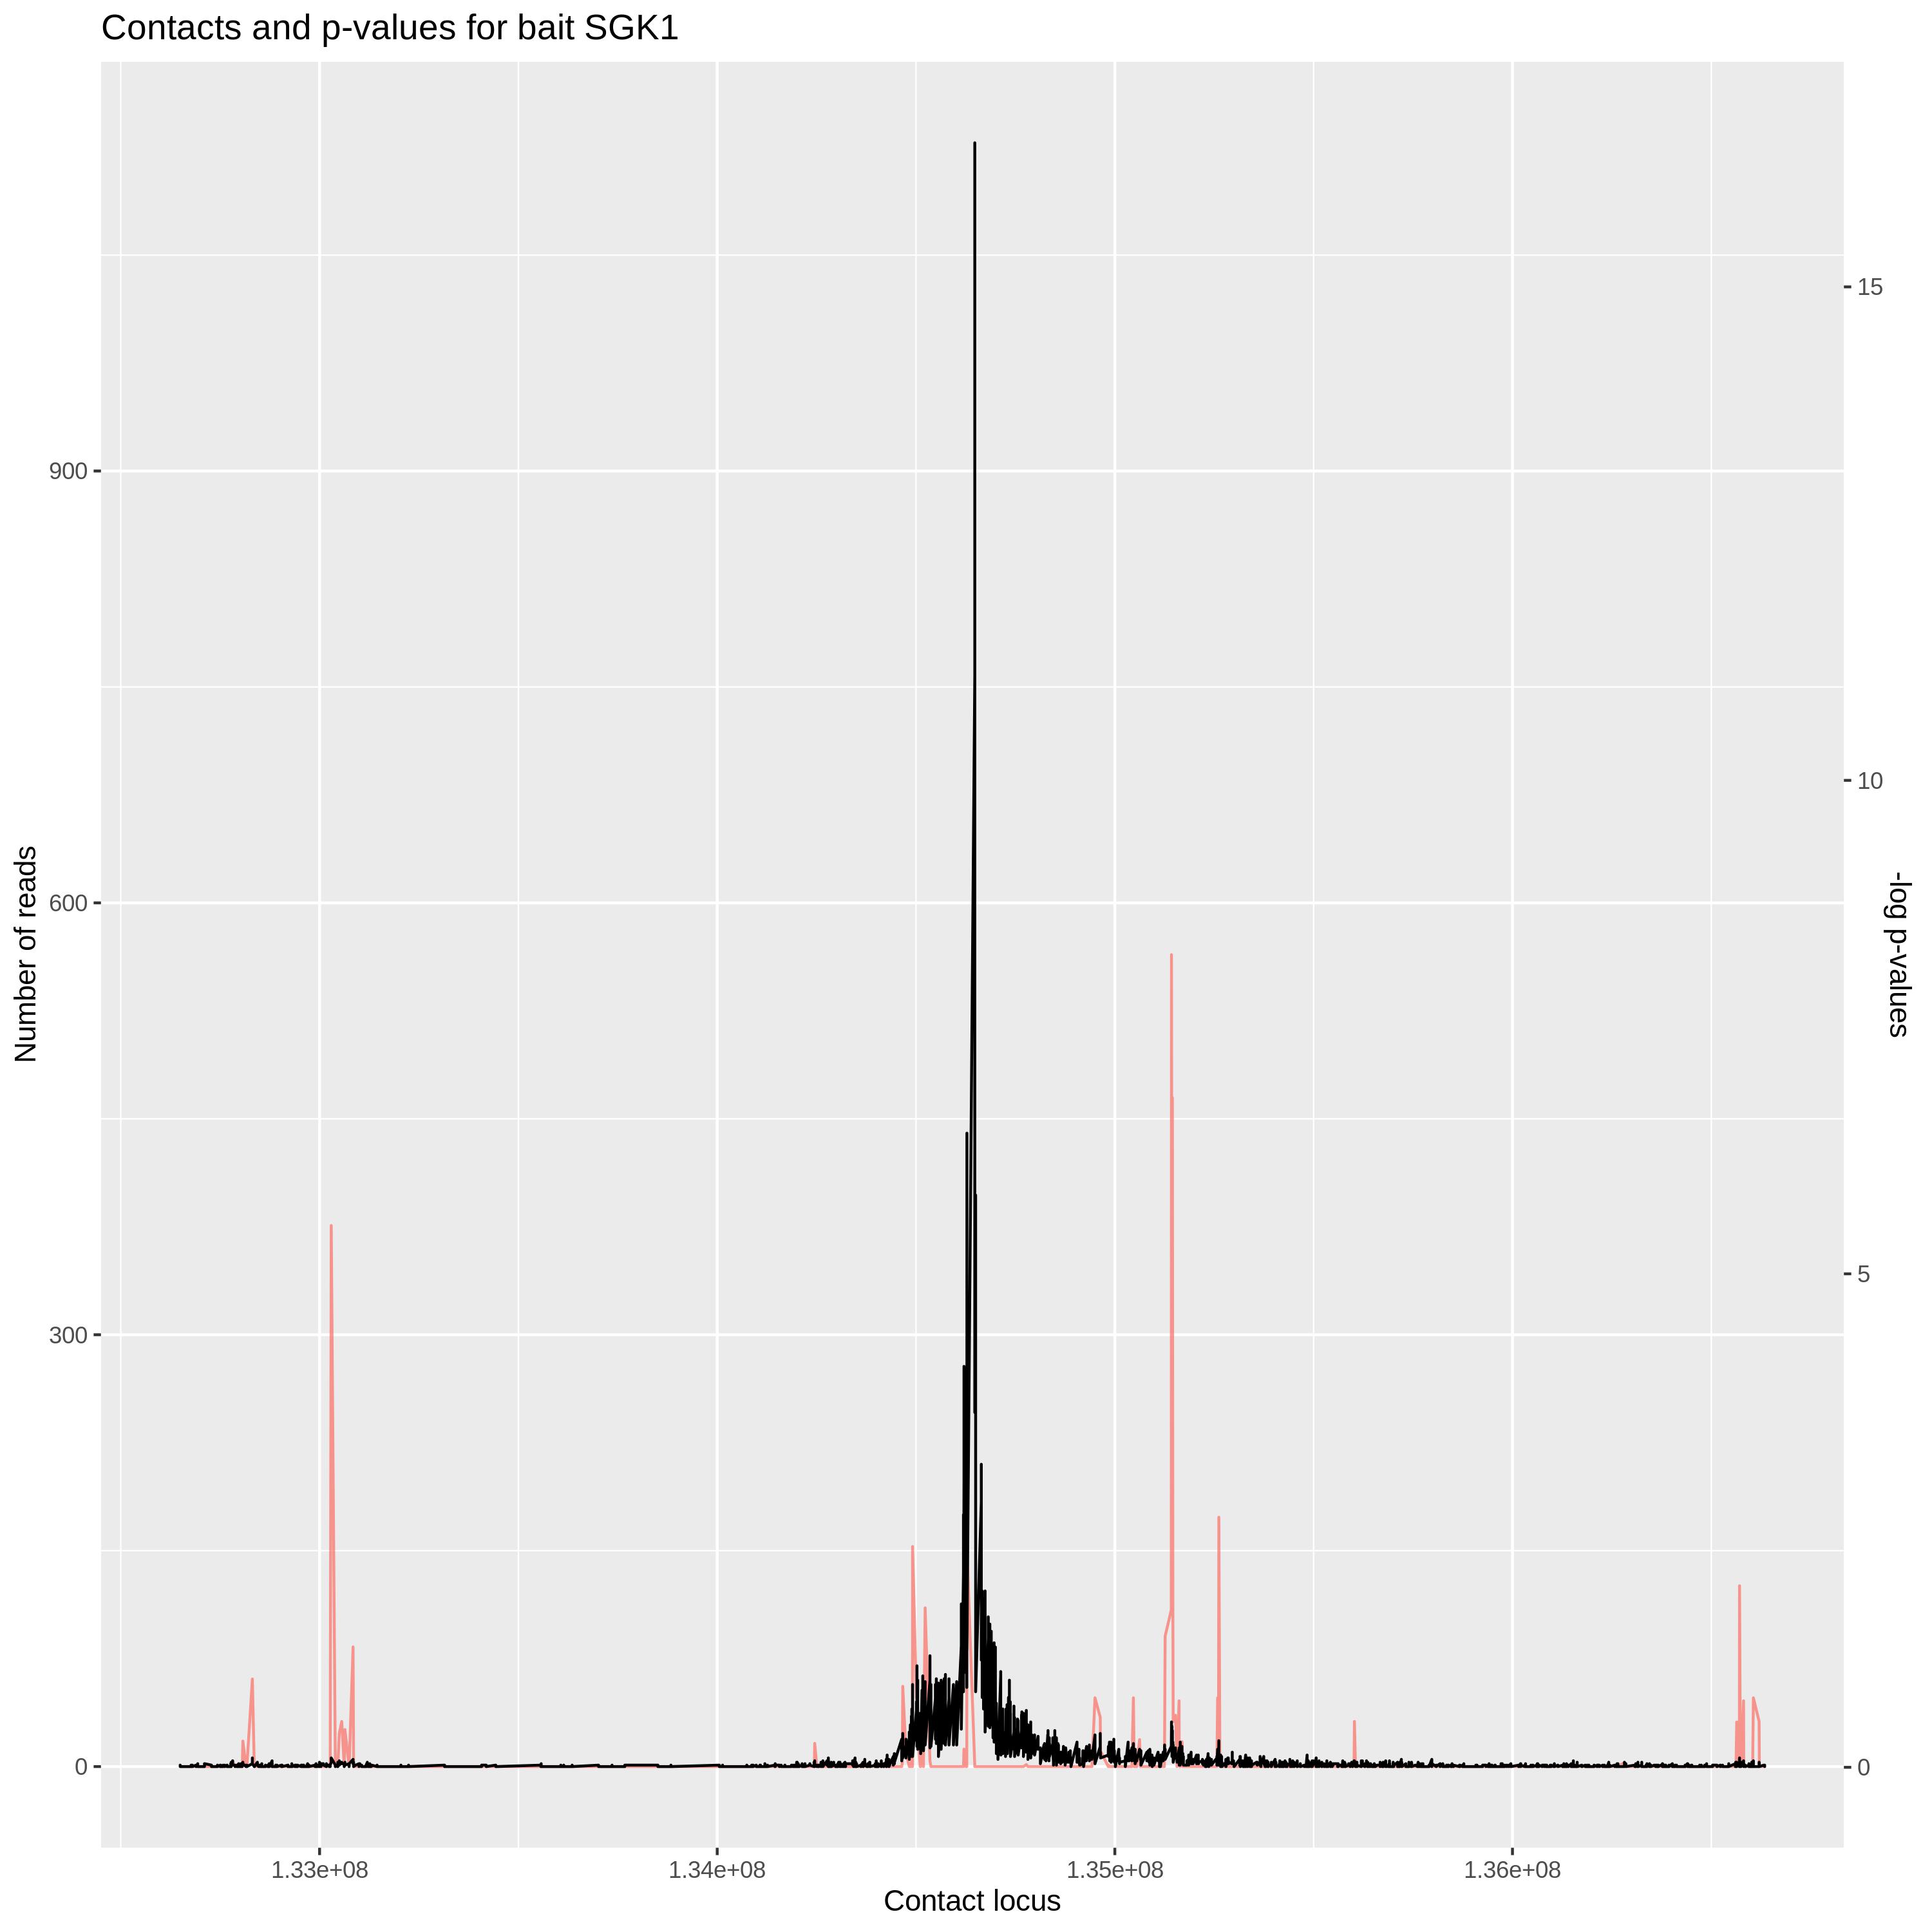 Contacts and p-values for bait SGK1
Number of reads
900
600
300
0
15
10
5
0
-log p-values
1.33e+08
1.34e+08
1.35e+08
1.36e+08
Contact locus